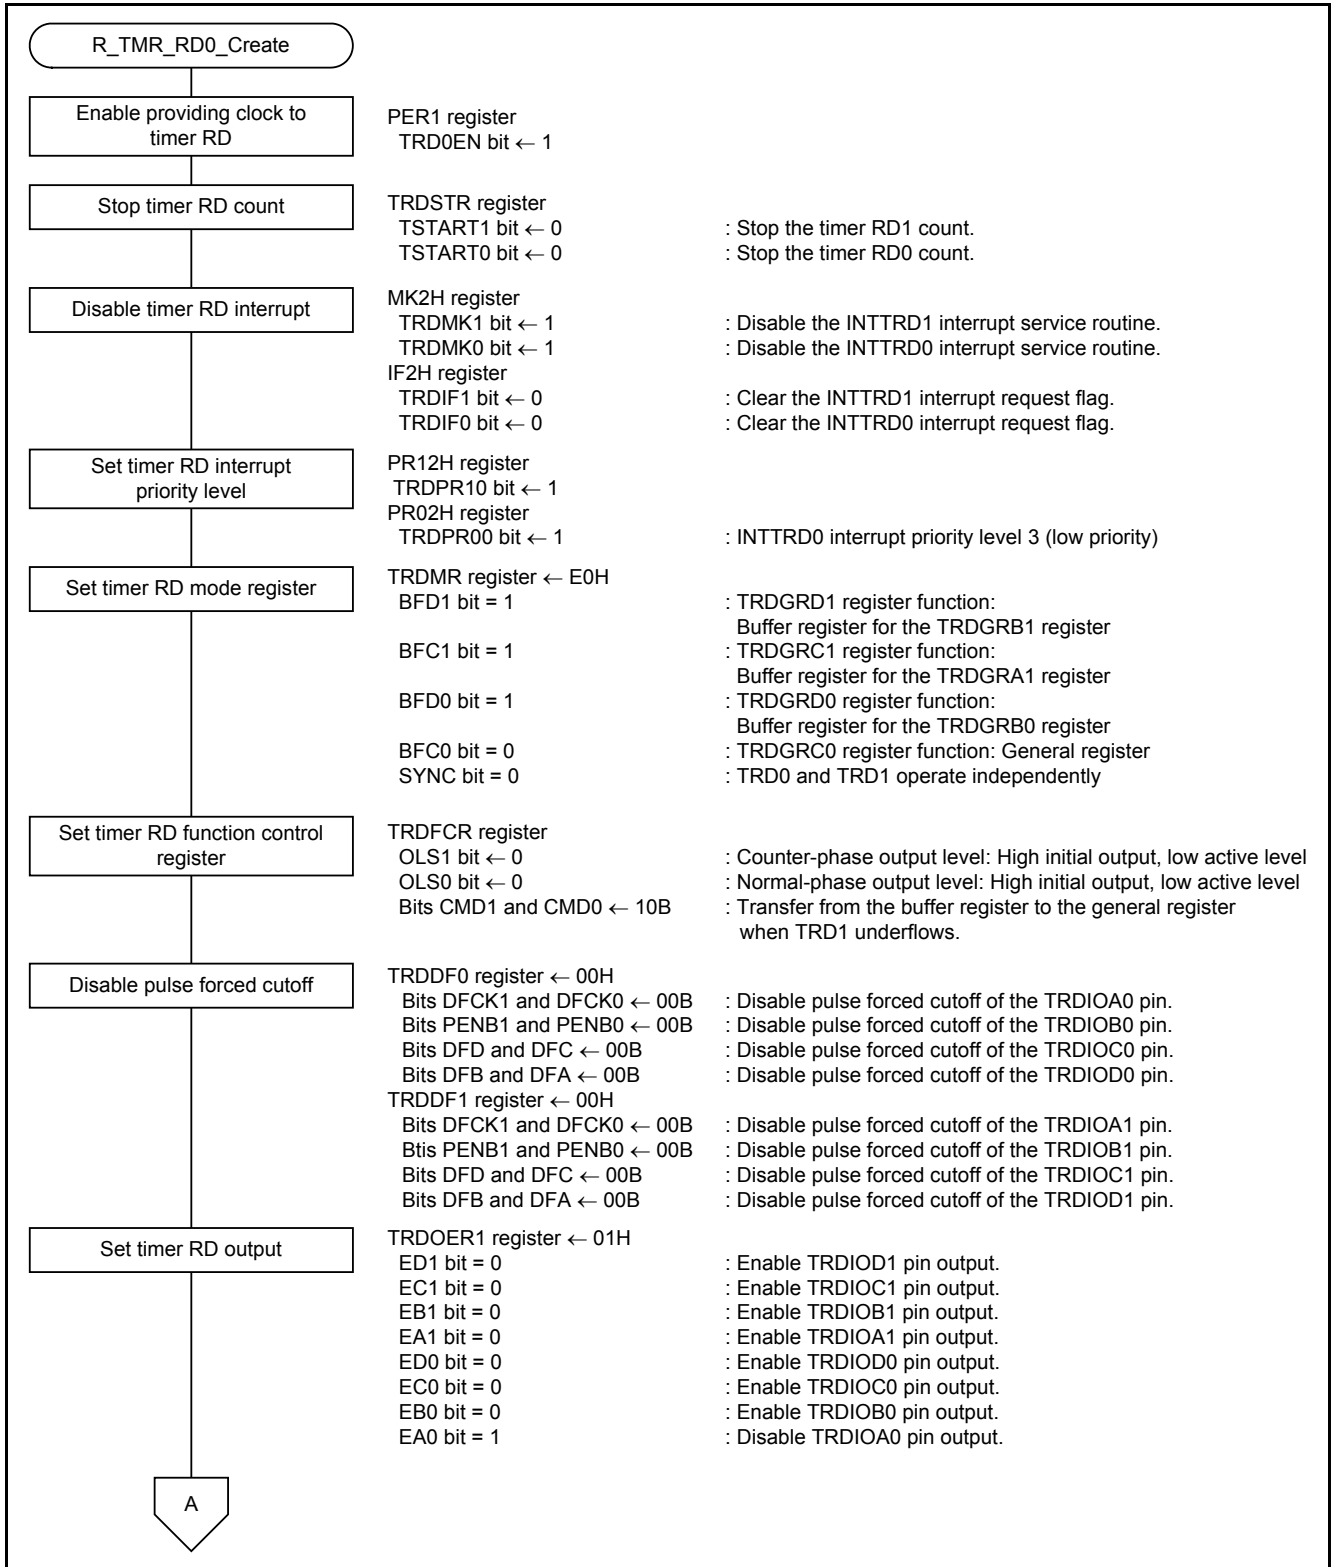 R_TMR_RD0_Create
Enable providing clock to
timer RD
PER1 register
TRD0EN bit ← 1
Stop timer RD count
TRDSTR register
TSTART1 bit ← 0 : Stop the timer RD1 count.
TSTART0 bit ← 0 : Stop the timer RD0 count.
Disable timer RD interrupt
MK2H register
TRDMK1 bit ← 1 : Disable the INTTRD1 interrupt service routine.
TRDMK0 bit ← 1 : Disable the INTTRD0 interrupt service routine.
IF2H register
TRDIF1 bit ← 0 : Clear the INTTRD1 interrupt request flag.
TRDIF0 bit ← 0 : Clear the INTTRD0 interrupt request flag.
Set timer RD interrupt
priority level
PR12H register
TRDPR10 bit ← 1
PR02H register
TRDPR00 bit ← 1 : INTTRD0 interrupt priority level 3 (low priority)
Set timer RD mode register
TRDMR register ← E0H
BFD1 bit = 1 : TRDGRD1 register function:
Buffer register for the TRDGRB1 register
BFC1 bit = 1 : TRDGRC1 register function:
Buffer register for the TRDGRA1 register
BFD0 bit = 1 : TRDGRD0 register function:
Buffer register for the TRDGRB0 register
BFC0 bit = 0 : TRDGRC0 register function: General register
SYNC bit = 0 : TRD0 and TRD1 operate independently
Set timer RD function control
register
TRDFCR register
OLS1 bit ← 0 : Counter-phase output level: High initial output, low active level
OLS0 bit ← 0 : Normal-phase output level: High initial output, low active level
Bits CMD1 and CMD0 ← 10B : Transfer from the buffer register to the general register
when TRD1 underflows.
Disable pulse forced cutoff
TRDDF0 register ← 00H
Bits DFCK1 and DFCK0 ← 00B : Disable pulse forced cutoff of the TRDIOA0 pin.
Bits PENB1 and PENB0 ← 00B : Disable pulse forced cutoff of the TRDIOB0 pin.
Bits DFD and DFC ← 00B : Disable pulse forced cutoff of the TRDIOC0 pin.
Bits DFB and DFA ← 00B : Disable pulse forced cutoff of the TRDIOD0 pin.
TRDDF1 register ← 00H
Bits DFCK1 and DFCK0 ← 00B : Disable pulse forced cutoff of the TRDIOA1 pin.
Btis PENB1 and PENB0 ← 00B : Disable pulse forced cutoff of the TRDIOB1 pin.
Bits DFD and DFC ← 00B : Disable pulse forced cutoff of the TRDIOC1 pin.
Bits DFB and DFA ← 00B : Disable pulse forced cutoff of the TRDIOD1 pin.
Set timer RD output
TRDOER1 register ← 01H
ED1 bit = 0 : Enable TRDIOD1 pin output.
EC1 bit = 0 : Enable TRDIOC1 pin output.
EB1 bit = 0 : Enable TRDIOB1 pin output.
EA1 bit = 0 : Enable TRDIOA1 pin output.
ED0 bit = 0 : Enable TRDIOD0 pin output.
EC0 bit = 0 : Enable TRDIOC0 pin output.
EB0 bit = 0 : Enable TRDIOB0 pin output.
EA0 bit = 1 : Disable TRDIOA0 pin output.
A